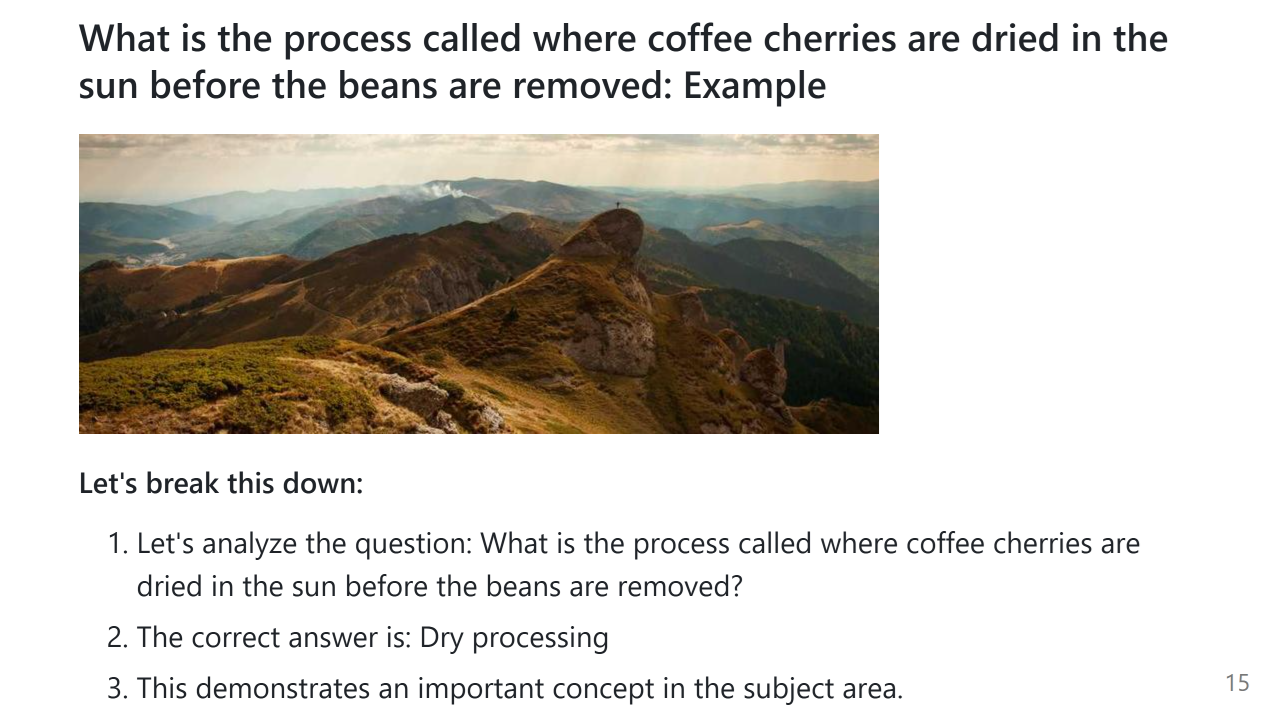 What is the process called where coffee cherries are dried in the
sun before the beans are removed: Example
Let's break this down:
1. Let's analyze the question: What is the process called where coffee cherries are
dried in the sun before the beans are removed?
2. The correct answer is: Dry processing
3. This demonstrates an important concept in the subject area.
15